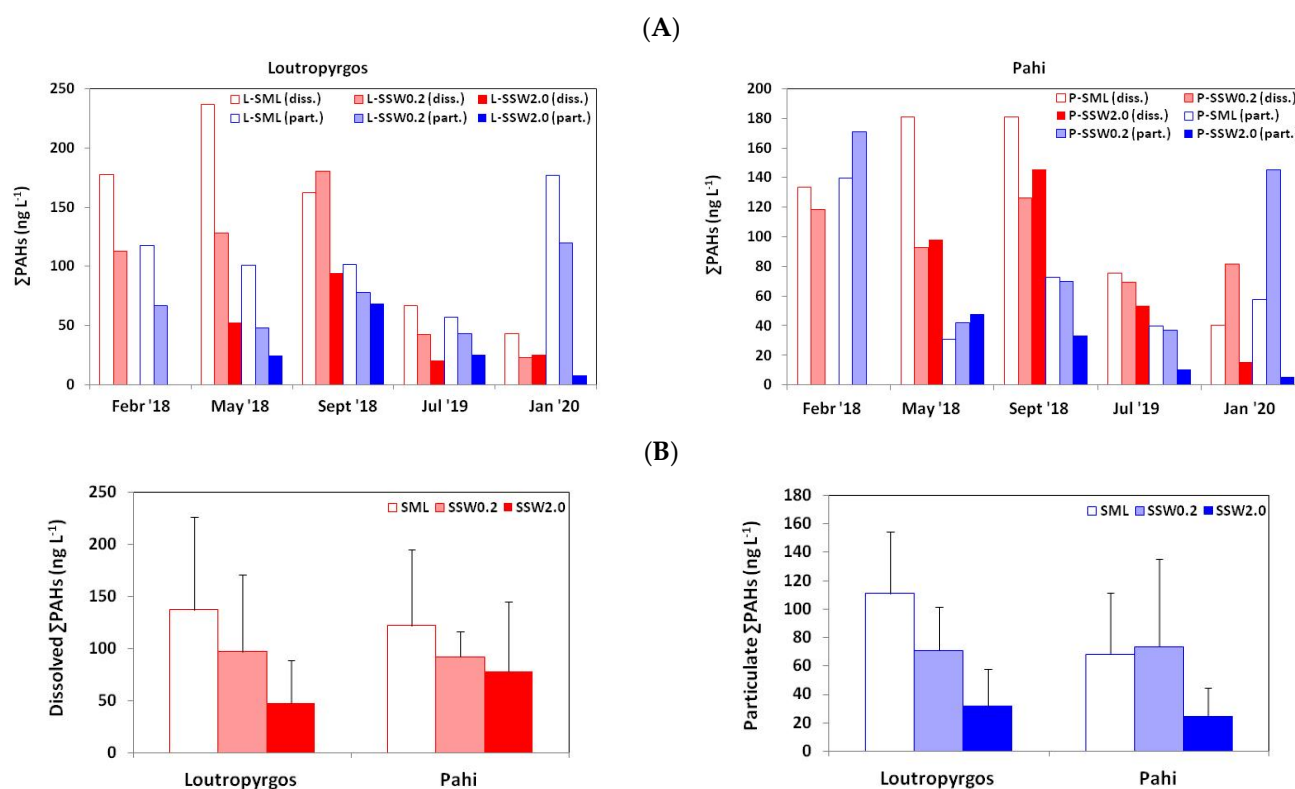 (A)
Loutropyrgos
L-SML (diss.) L-SSW0.2 (diss.) L-SSW2.0 (diss.)
L-SML (part.) L-SSW0.2 (part.) L-SSW2.0 (part.)
∑PAHs (ng L⁻¹)
250
200
150
100
50
0
Febr '18 May '18 Sept '18 Jul '19 Jan '20
Pahi
P-SML (diss.) P-SSW0.2 (diss.)
P-SSW2.0 (diss.) P-SML (part.)
P-SSW0.2 (part.) P-SSW2.0 (part.)
∑PAHs (ng L⁻¹)
200
180
160
140
120
100
80
60
40
20
0
Febr '18 May '18 Sept '18 Jul '19 Jan '20
(B)
SML SSW0.2 SSW2.0
Dissolved ∑PAHs (ng L⁻¹)
250
200
150
100
50
0
Loutropyrgos Pahi
SML SSW0.2 SSW2.0
Particulate ∑PAHs (ng L⁻¹)
180
160
140
120
100
80
60
40
20
0
Loutropyrgos Pahi